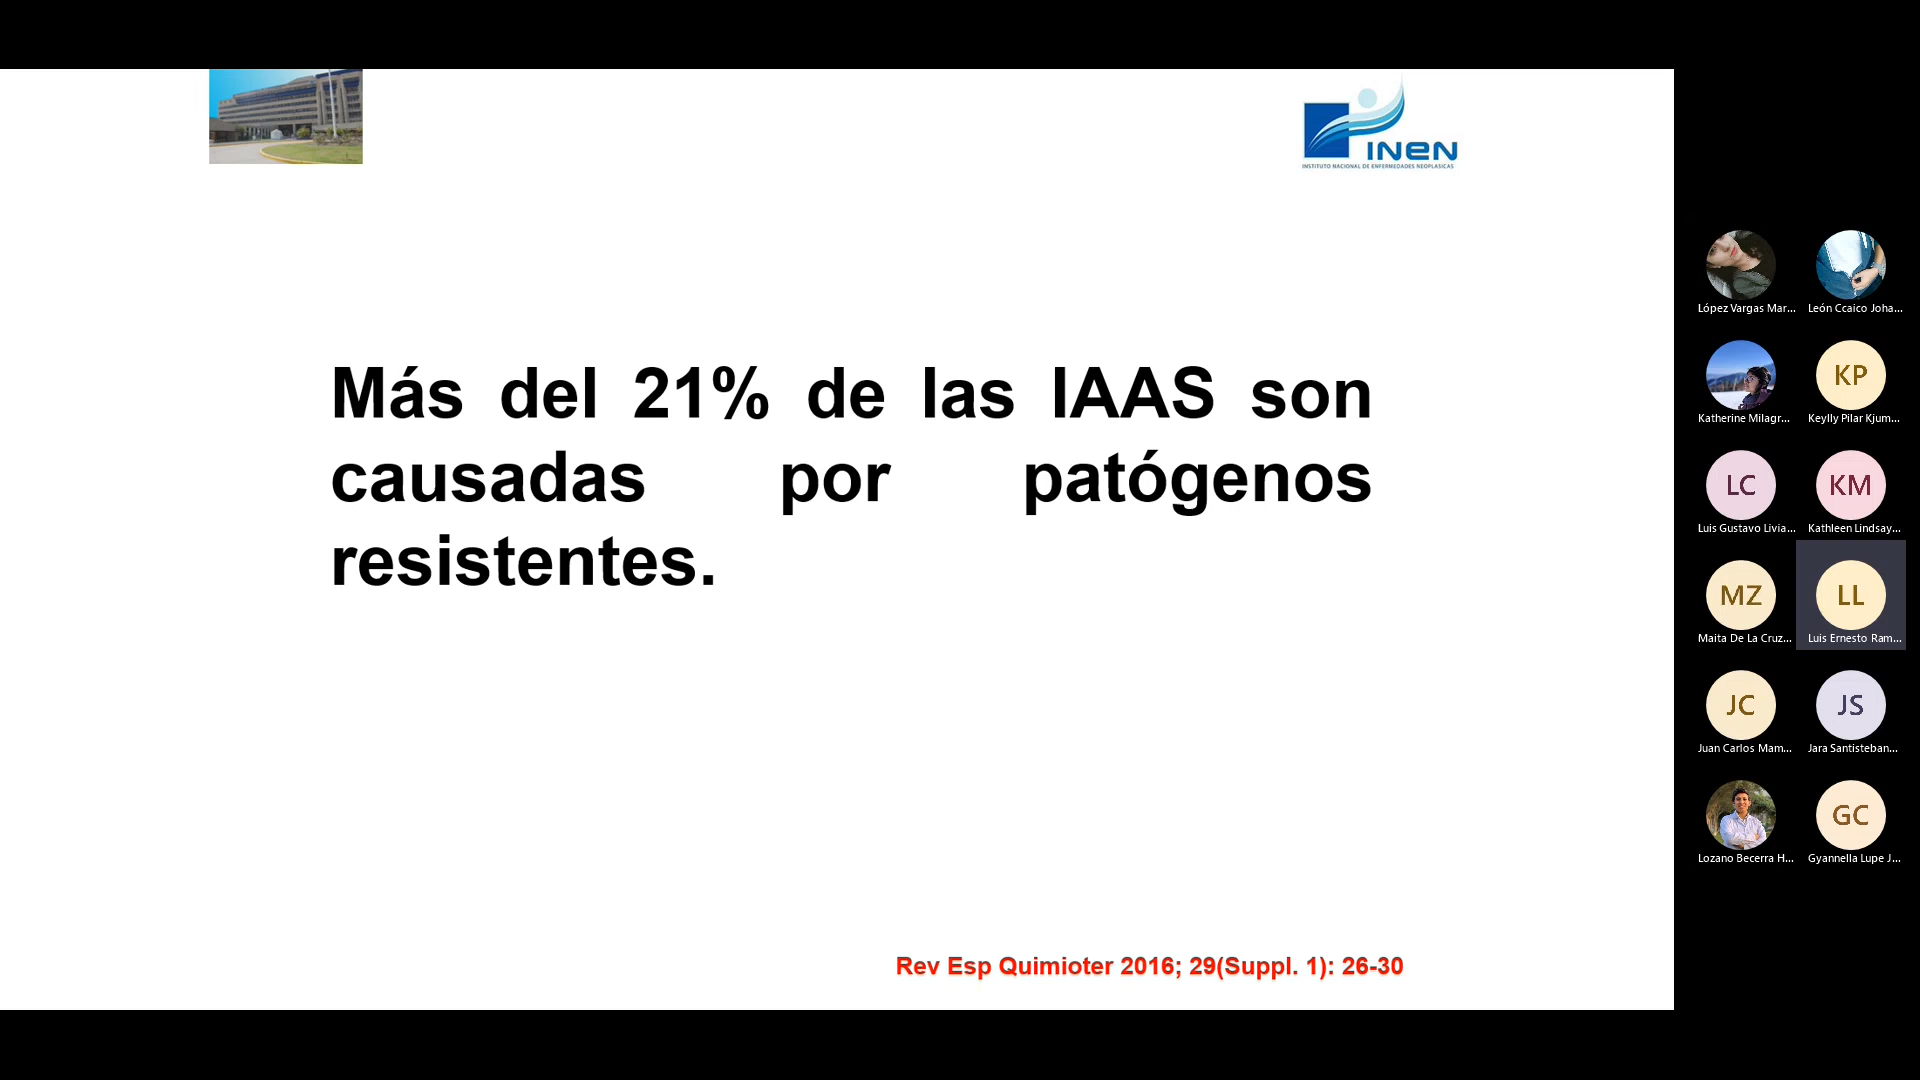 INEN
INSTITUTO NACIONAL DE ENFERMEDADES NEOPLASICAS
Más del 21% de las IAAS son
causadas por patógenos
resistentes.
Rev Esp Quimioter 2016; 29(Suppl. 1): 26-30
López Vargas Mar...
León Ccaico Joha...
KP
Katherine Milagr...
Keylly Pilar Kjum...
LC
KM
Luis Gustavo Livia...
Kathleen Lindsay...
MZ
LL
Maita De La Cruz...
Luis Ernesto Ram...
JC
JS
Juan Carlos Mam...
Jara Santisteban...
GC
Lozano Becerra H...
Gyannella Lupe J...